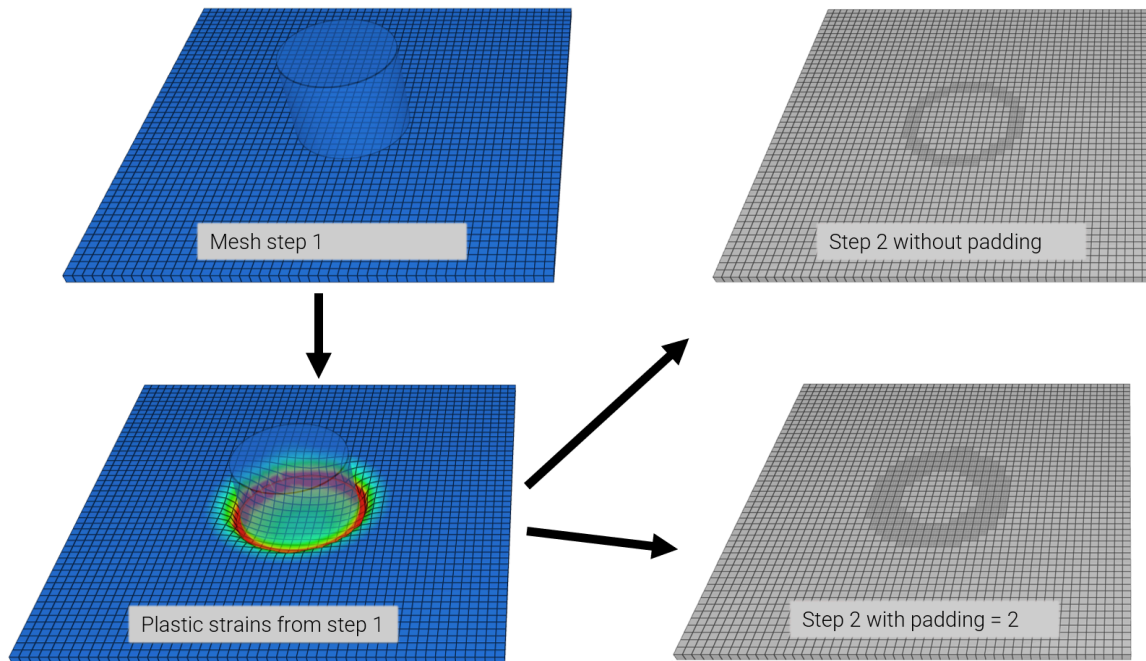 Mesh step 1
Step 2 without padding
Plastic strains from step 1
Step 2 with padding = 2